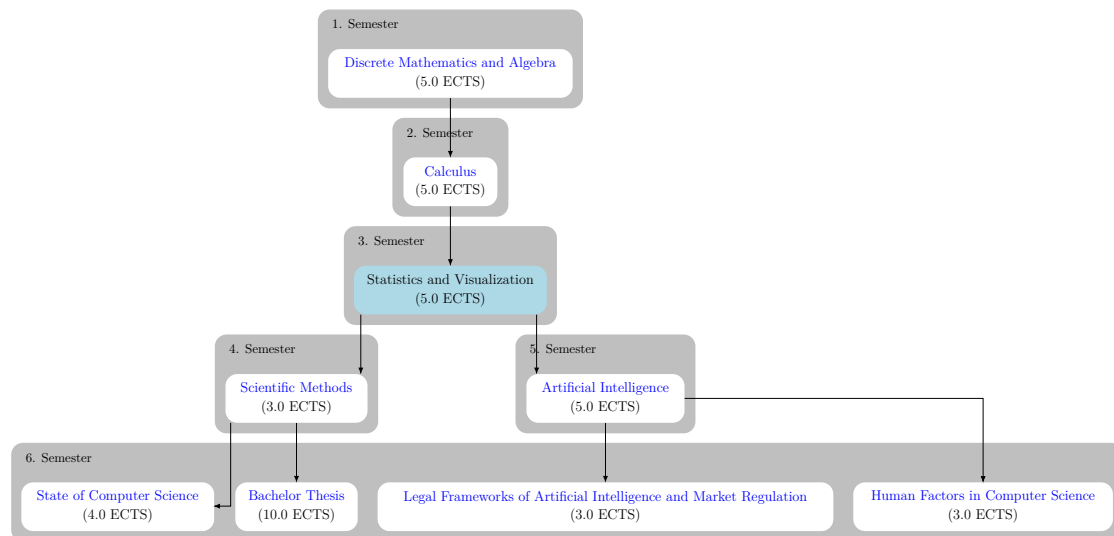 1. Semester
Discrete Mathematics and Algebra
(5.0 ECTS)
2. Semester
Calculus
(5.0 ECTS)
3. Semester
Statistics and Visualization
(5.0 ECTS)
4. Semester
Scientific Methods
(3.0 ECTS)
5. Semester
Artificial Intelligence
(5.0 ECTS)
6. Semester
State of Computer Science
(4.0 ECTS)
Bachelor Thesis
(10.0 ECTS)
Legal Frameworks of Artificial Intelligence and Market Regulation
(3.0 ECTS)
Human Factors in Computer Science
(3.0 ECTS)